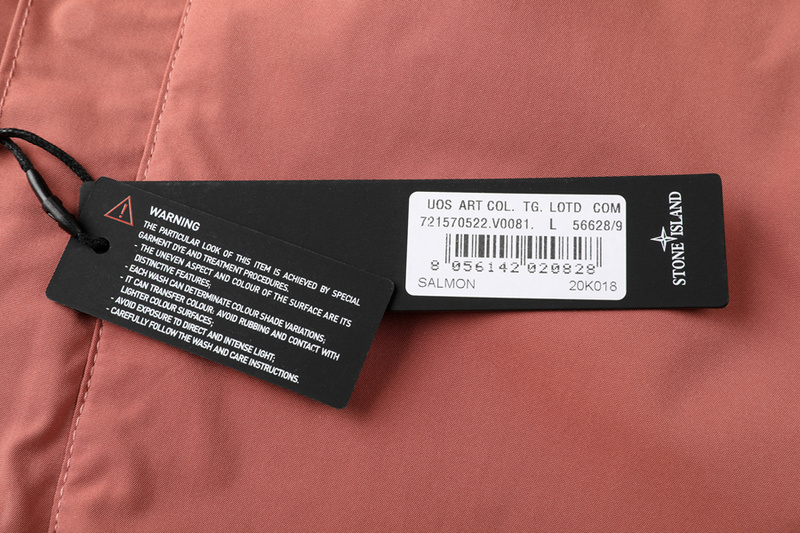 WARNING
THE PARTICULAR LOOK OF THIS ITEM IS ACHIEVED BY SPECIAL
GARMENT DYE AND TREATMENT PROCEDURES.
- THE UNEVEN ASPECT AND COLOUR OF THE SURFACE ARE ITS
DISTINCTIVE FEATURES;
- EACH WASH CAN DETERMINATE COLOUR SHADE VARIATIONS;
- IT CAN TRANSFER COLOUR. AVOID RUBBING AND CONTACT WITH
LIGHTER COLOUR SURFACES;
- AVOID EXPOSURE TO DIRECT AND INTENSE LIGHT;
- CAREFULLY FOLLOW THE WASH AND CARE INSTRUCTIONS.
UOS ART COL. TG. LOTD COM
721570522.V0081. L 56628/9
8 056142 020828
SALMON 20K018
STONE ISLAND